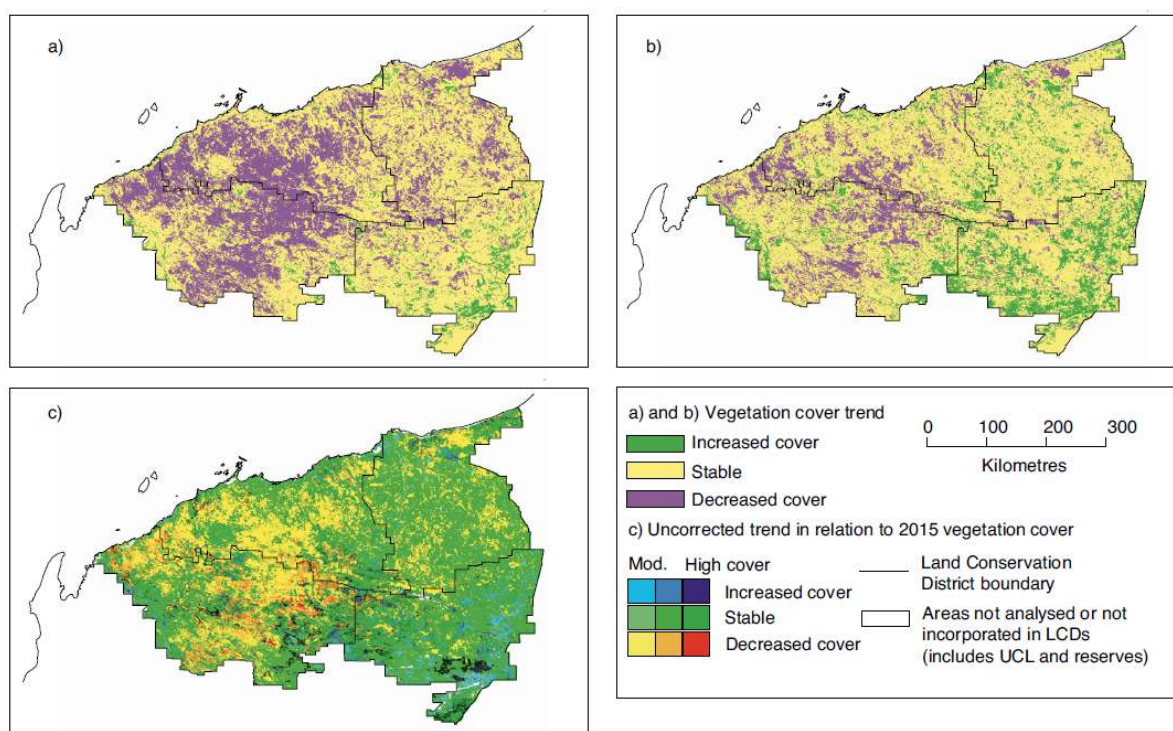 a)
b)
c)
a) and b) Vegetation cover trend
Increased cover
Stable
Decreased cover
0 100 200 300
Kilometres
c) Uncorrected trend in relation to 2015 vegetation cover
Mod. High cover
Increased cover
Stable
Decreased cover
Land Conservation
District boundary
Areas not analysed or not
incorporated in LCDs
(includes UCL and reserves)